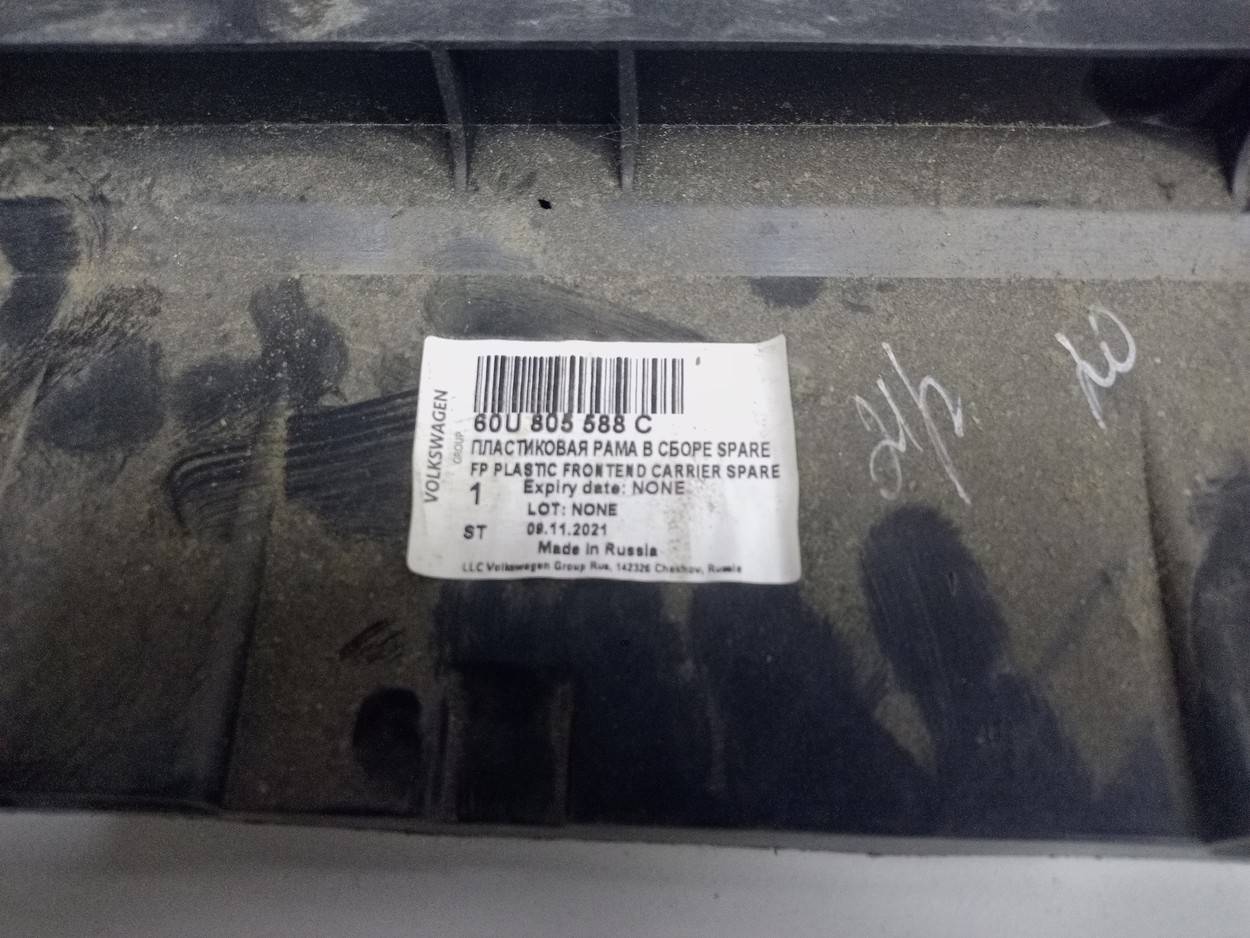 VOLKSWAGEN
GROUP
60U 805 588 C
ПЛАСТИКОВАЯ РАМА В СБОРЕ SPARE
FP PLASTIC FRONTEND CARRIER SPARE
1 Expiry date: NONE
LOT: NONE
ST 09.11.2021
Made in Russia
LLC Volkswagen Group Rus, 142326 Chekhov, Russia